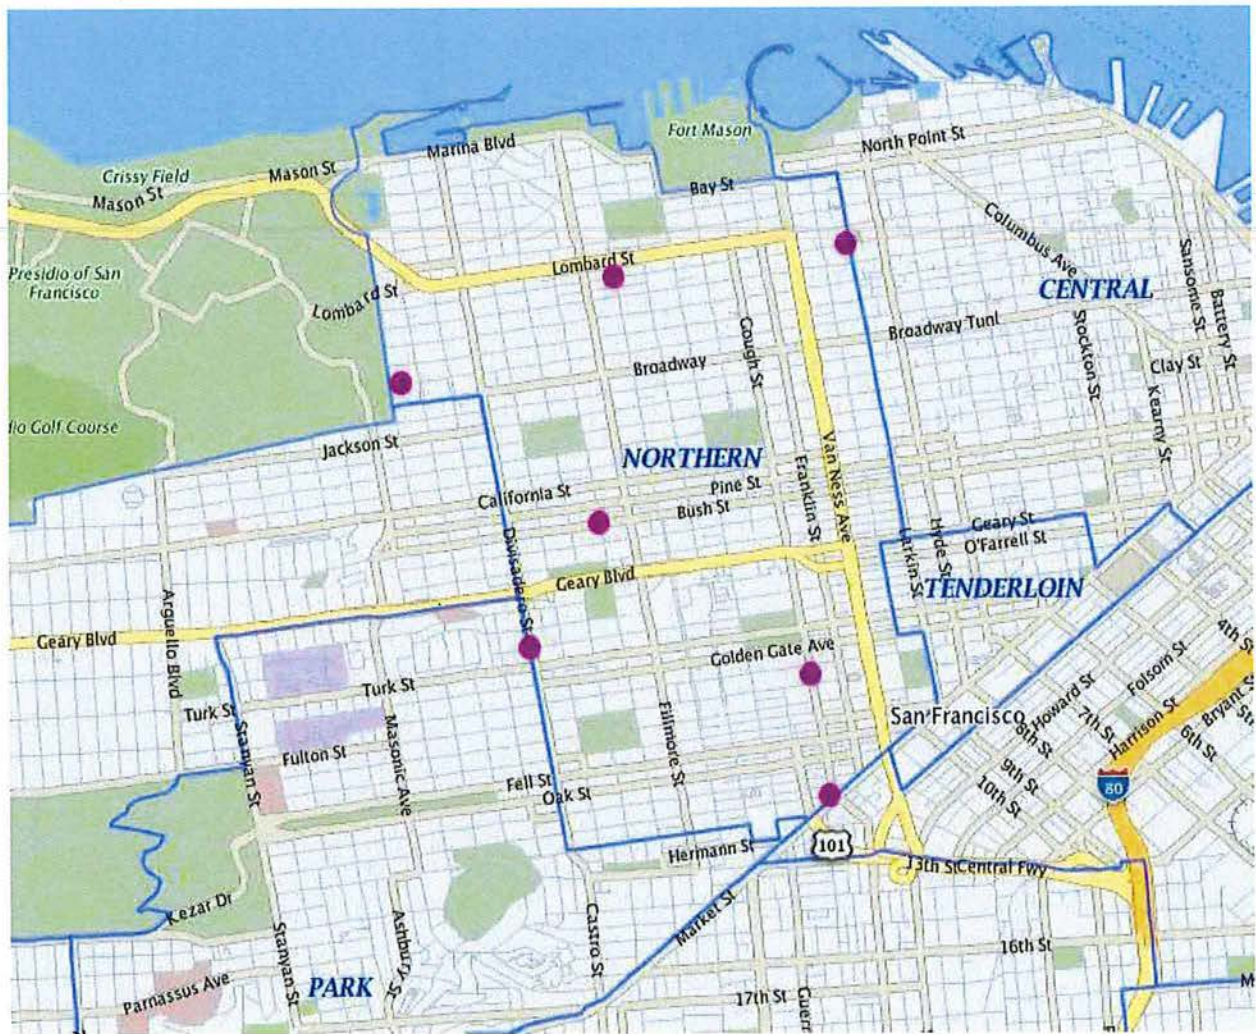 Marina Blvd
Fort Mason
North Point St
Crissy Field
Mason St
Mason St
Bay St
Columbus Ave
Presidio of San
Francisco
Lombard St
Lombard St
CENTRAL
Sansome St
Battery St
Stockton St
Broadway Tunl
Gough St
Broadway
Clay St
Kearny St
dio Golf Course
Jackson St
NORTHERN
Van Ness Ave
Franklin St
California St
Pine St
Bush St
Divisadero St
Geary St
O'Farrell St
Hyde St
Larkin St
TENDERLOIN
Geary Blvd
Geary Blvd
Arguello Blvd
Golden Gate Ave
4th St
Folsom St
Turk St
Turk St
Stanyan St
Masonic Ave
Fillmore St
San Francisco
Howard St
8th St
7th St
Harrison St
Bryant St
6th St
Fulton St
Fell St
Oak St
9th St
10th St
80
101
Hermann St
13th St
Central Fwy
Kezar Dr
Market St
Stanyan St
Ashbury St
Castro St
16th St
PARK
Parnassus Ave
17th St
Guerr
M